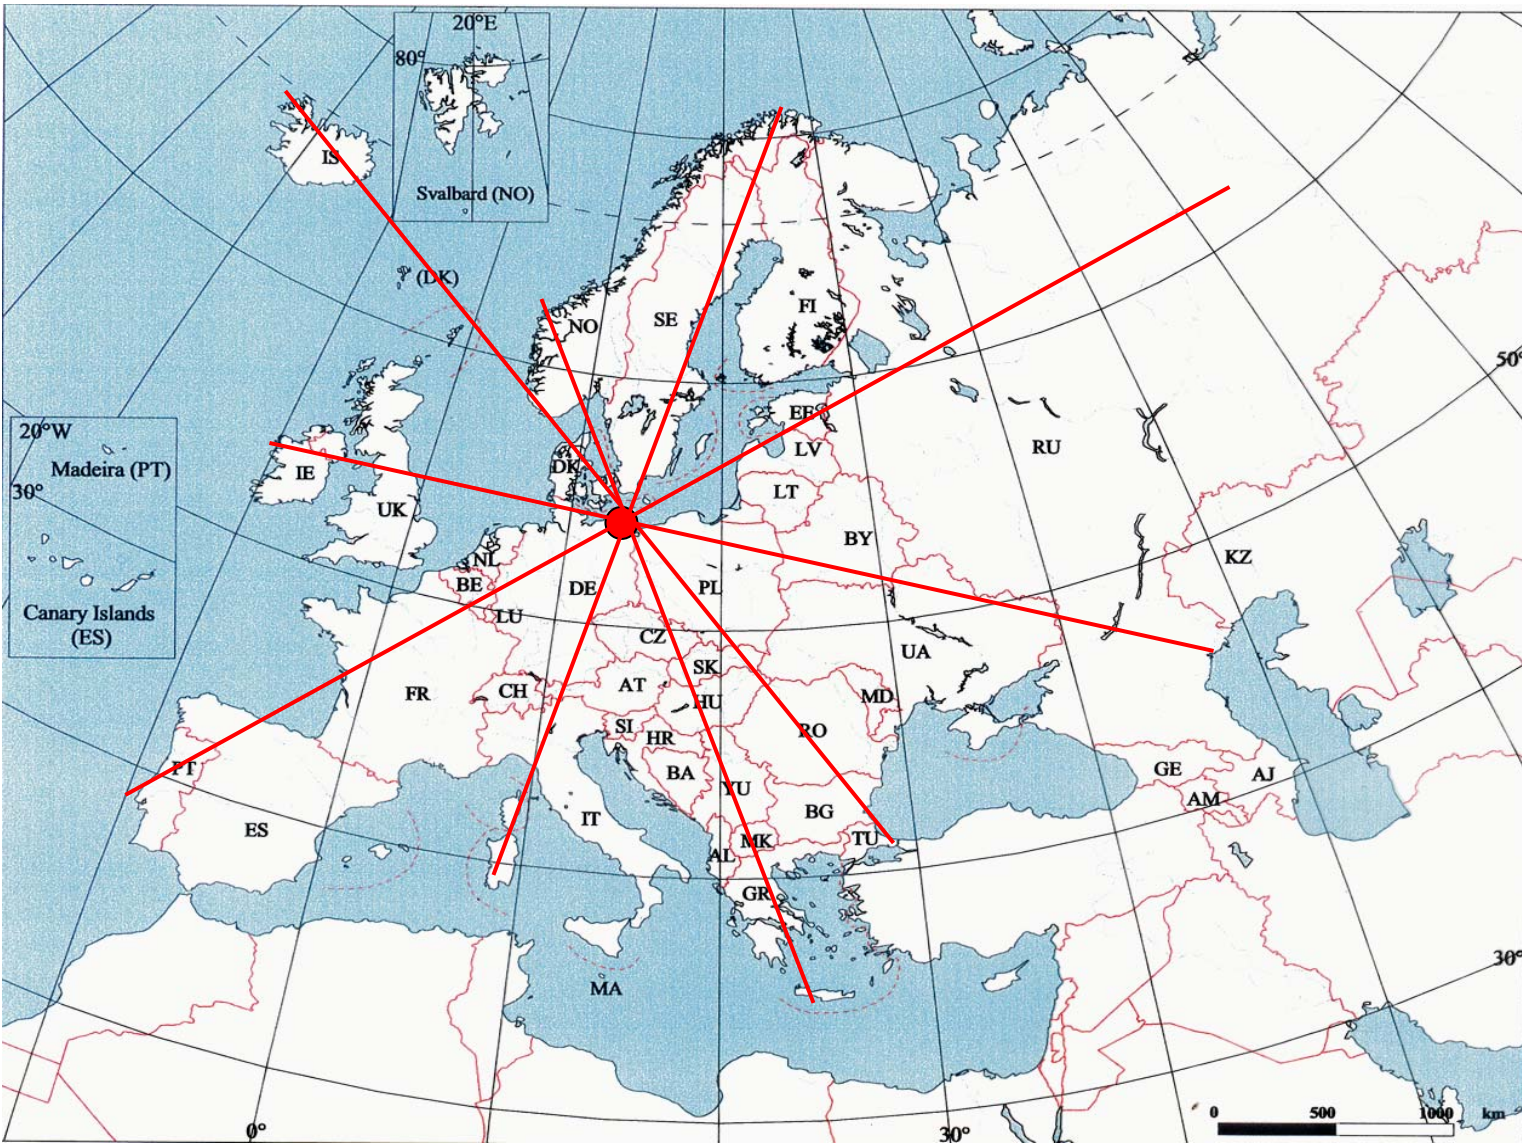 20°E
80°
IS
Svalbard (NO)
(DK)
NO
SE
FI
50°
20°W
Madeira (PT)
30°
IE
EE
LV
RU
DK
LT
UK
BY
KZ
NL
BE
DE
PL
Canary Islands
(ES)
LU
CZ
UA
SK
AT
CH
FR
MD
HU
SI
RO
HR
PT
BA
GE
AJ
YU
AM
IT
BG
ES
MK
TU
AL
GR
30°
MA
0 500 1000 km
0°
30°